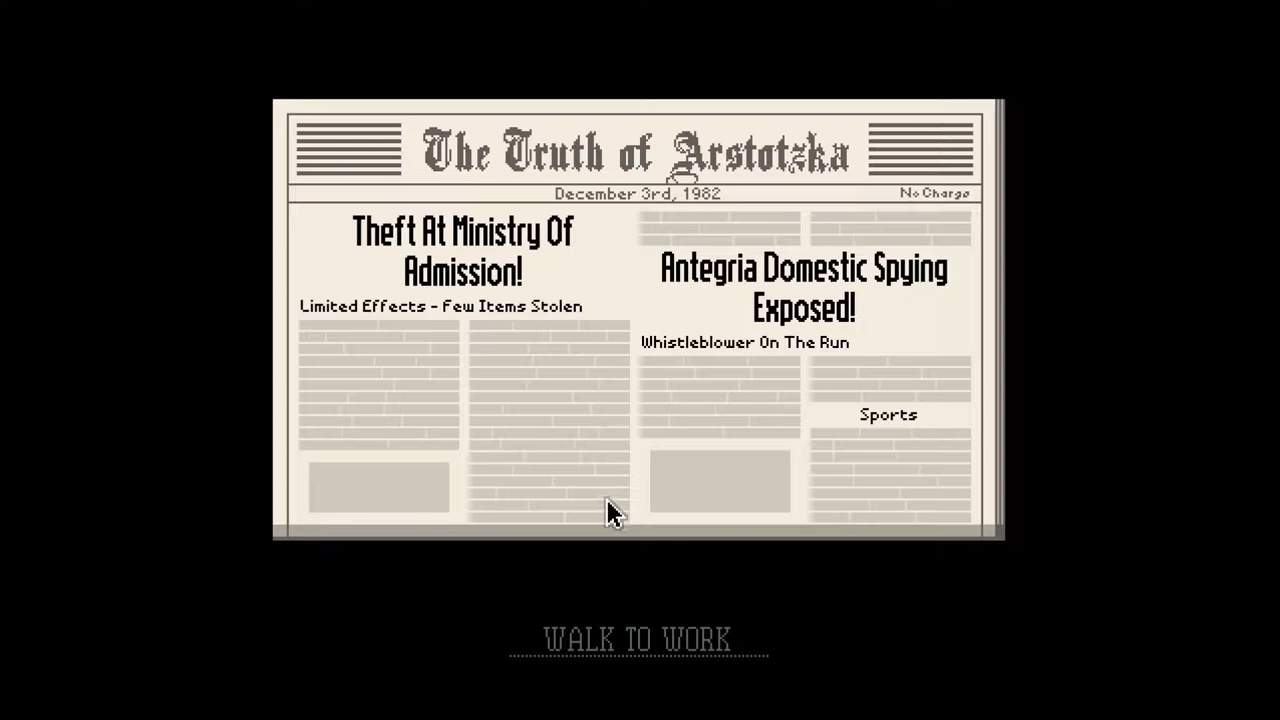 The Truth of Arstotzka
December 3rd, 1982
No Charge
Theft At Ministry Of
Admission!
Limited Effects - Few Items Stolen
Antegria Domestic Spying
Exposed!
Whistleblower On The Run
Sports
WALK TO WORK